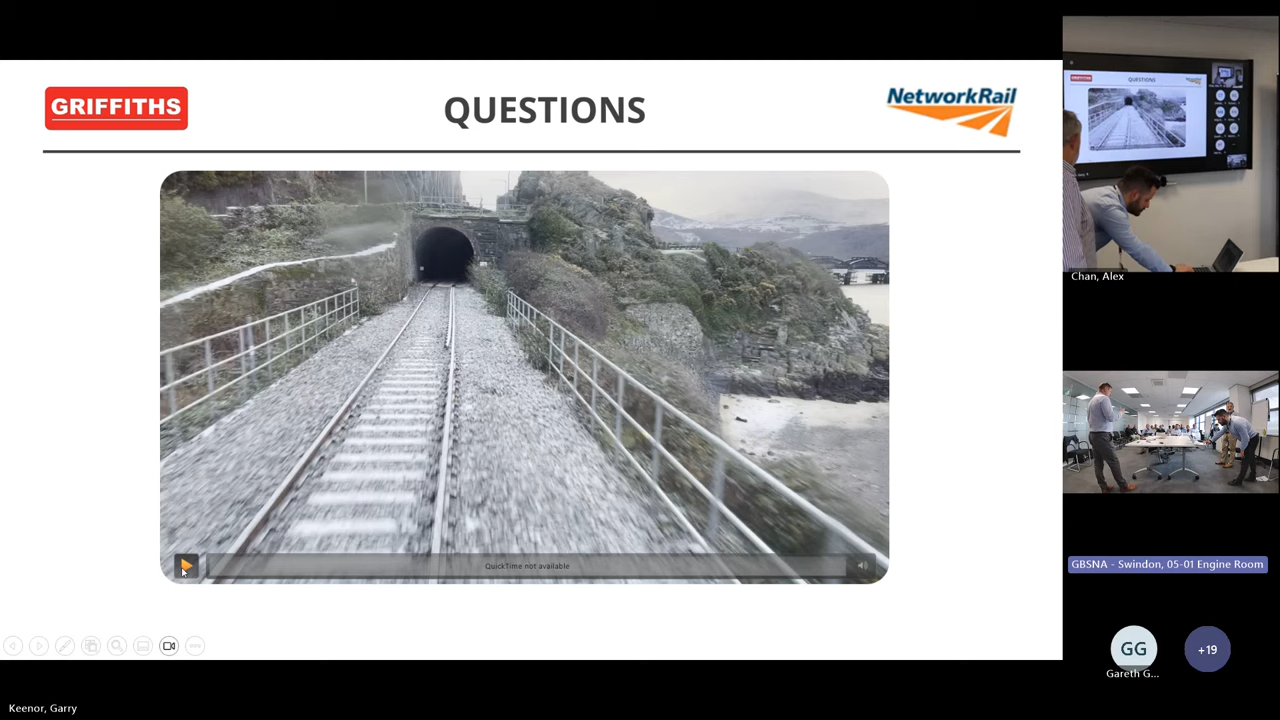 GRIFFITHS
QUESTIONS
NetworkRail
QuickTime not available
QUESTIONS
Chan, Alex
GBSNA - Swindon, 05-01 Engine Room
GG
+19
Gareth G...
Keenor, Garry